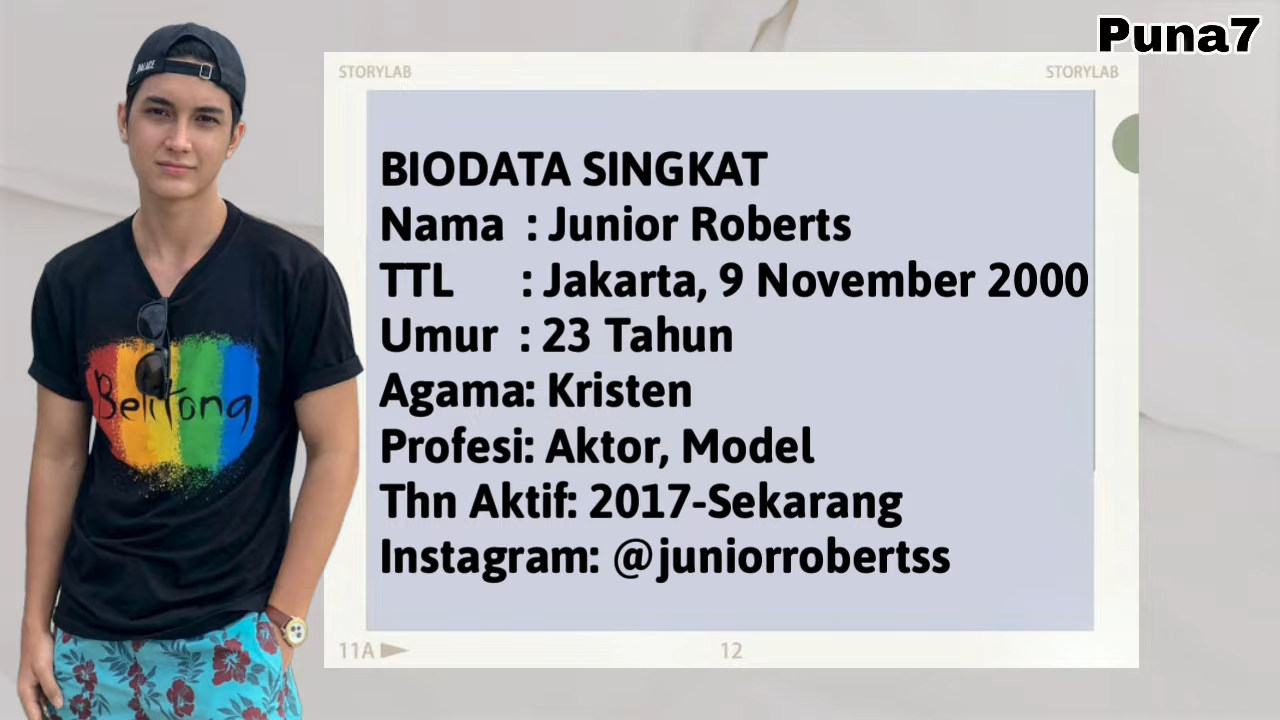 Puna7
STORYLAB STORYLAB
PALACE
BIODATA SINGKAT
Nama : Junior Roberts
TTL : Jakarta, 9 November 2000
Umur : 23 Tahun
Agama: Kristen
Profesi: Aktor, Model
Thn Aktif: 2017-Sekarang
Instagram: @juniorrobertss
Belitong
11A 12